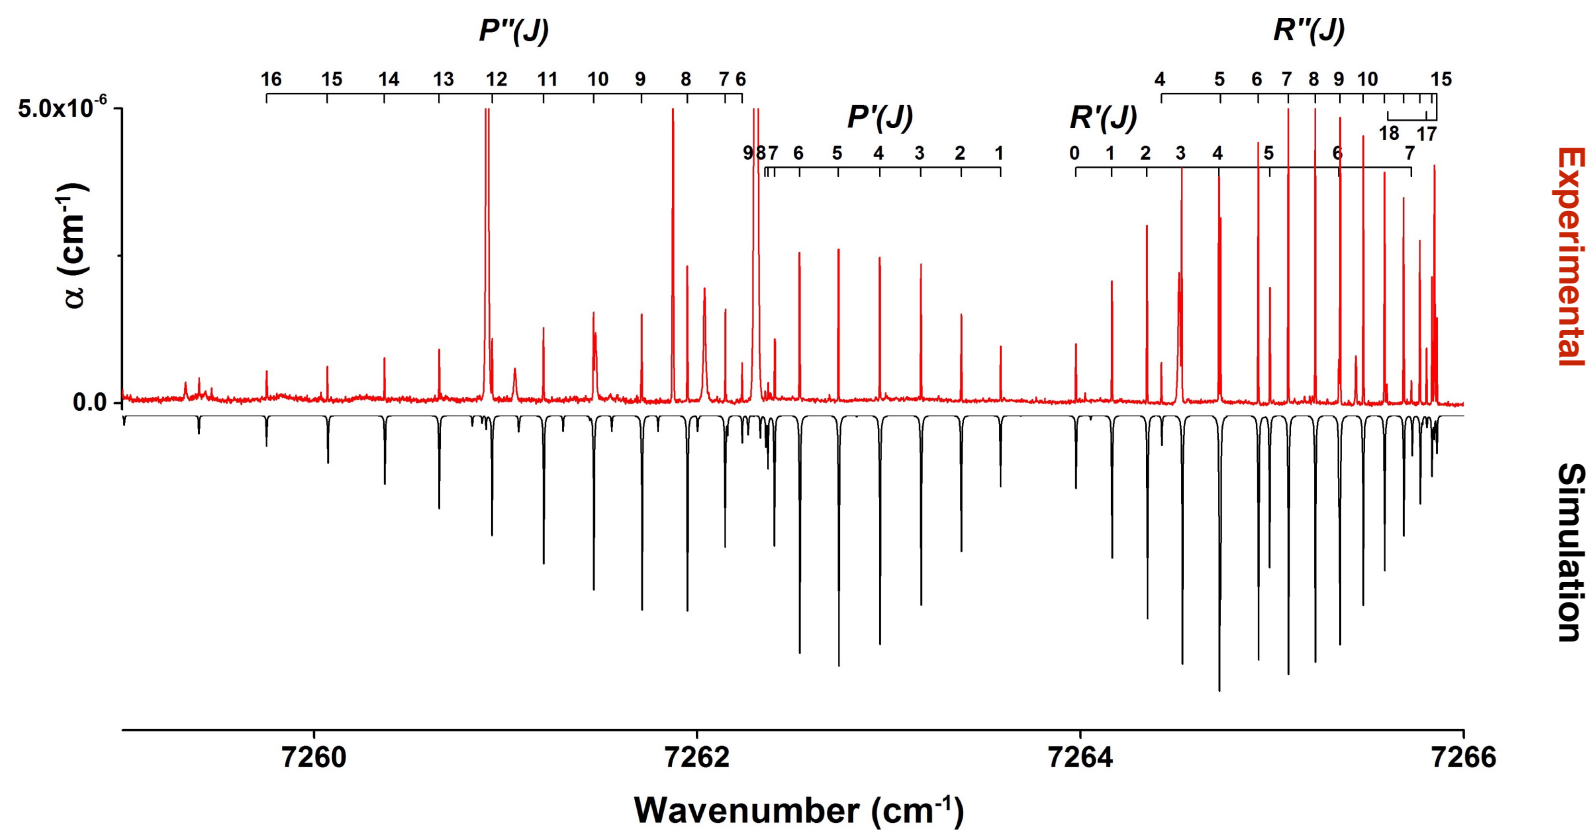 P"(J) R"(J)
16 15 14 13 12 11 10 9 8 7 6 4 5 6 7 8 9 10 15
5.0x10-6
P'(J) R'(J)
18 17
9 8 7 6 5 4 3 2 1 0 1 2 3 4 5 6 7
α (cm-1)
Experimental
0.0
Simulation
7260 7262 7264 7266
Wavenumber (cm-1)